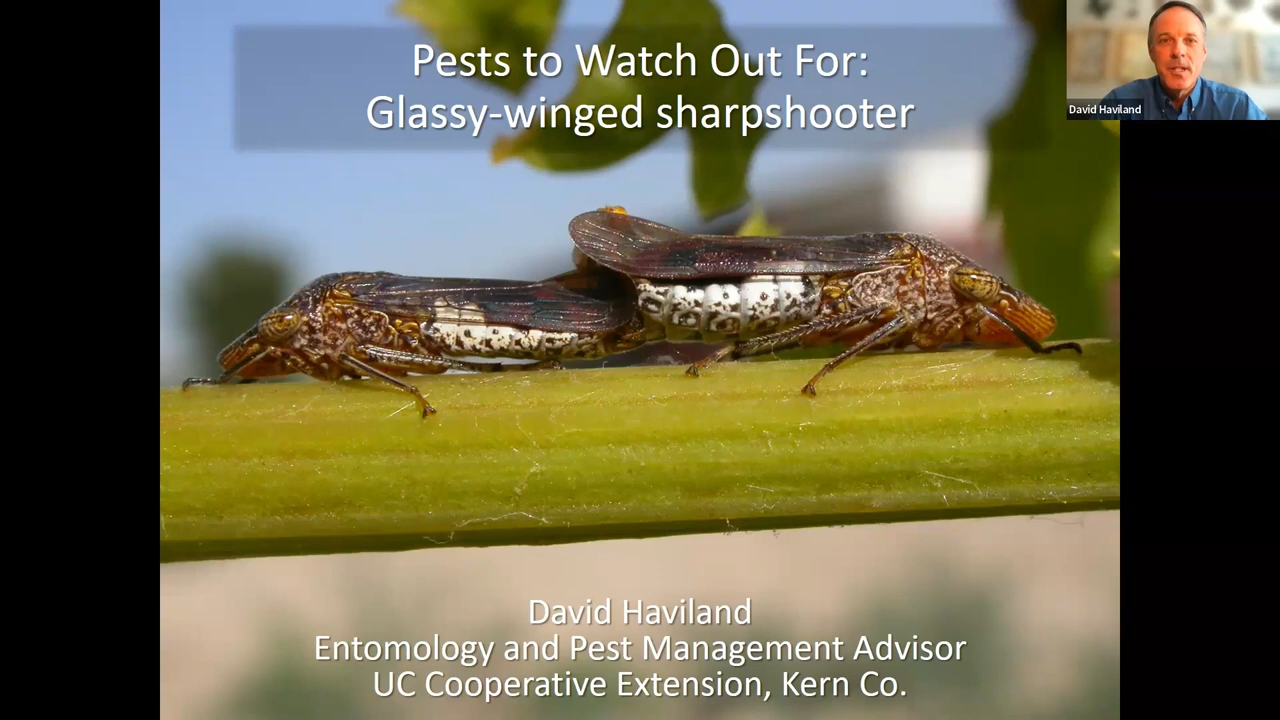 Pests to Watch Out For:
Glassy-winged sharpshooter
David Haviland
David Haviland
Entomology and Pest Management Advisor
UC Cooperative Extension, Kern Co.